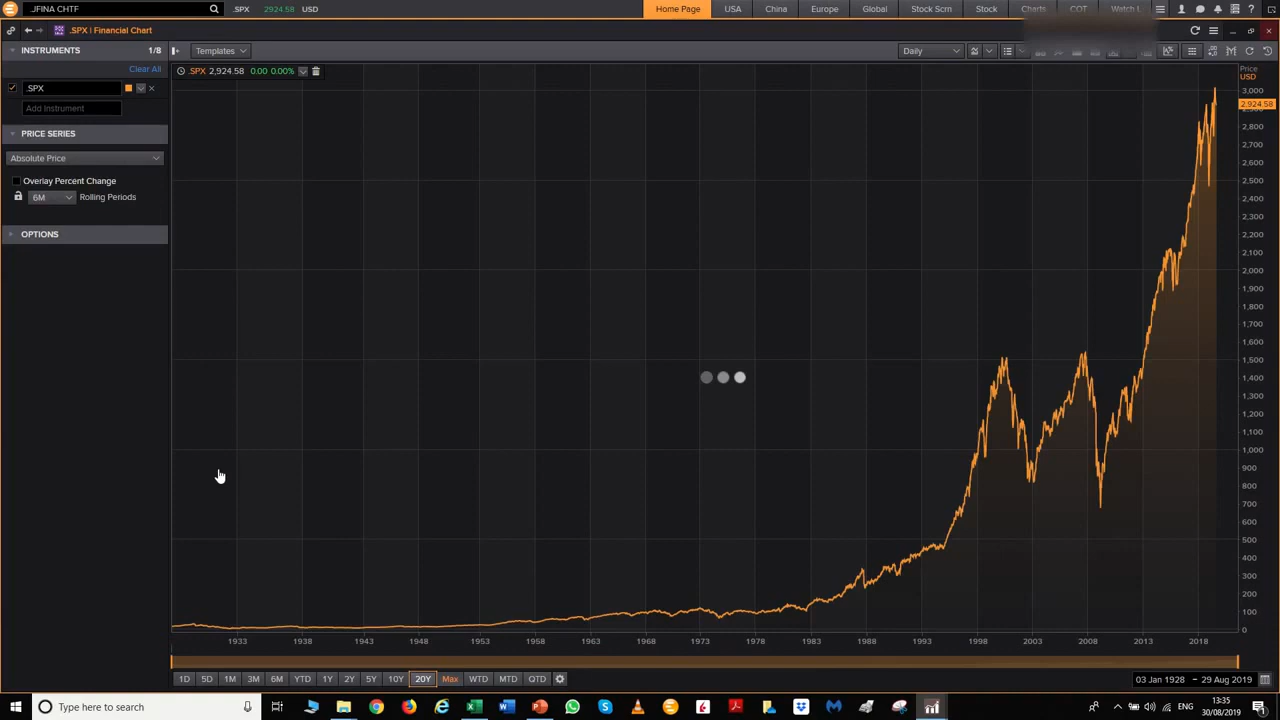 .JFINA CHTF
.SPX 2924.58 USD
Home Page USA China Europe Global Stock Scrn Stock Charts COT Watch L
.SPX | Financial Chart
INSTRUMENTS 1/8
Clear All
.SPX
Add Instrument
PRICE SERIES
Absolute Price
Overlay Percent Change
6M Rolling Periods
OPTIONS
Templates
Daily
.SPX 2,924.58 0.00 0.00%
Price
USD
3,000
2,924.58
2,800
2,700
2,600
2,500
2,400
2,300
2,200
2,100
2,000
1,900
1,800
1,700
1,600
1,500
1,400
1,300
1,200
1,100
1,000
900
800
700
600
500
400
300
200
100
0
1933 1938 1943 1948 1953 1958 1963 1968 1973 1978 1983 1988 1993 1998 2003 2008 2013 2018
1D 5D 1M 3M 6M YTD 1Y 2Y 5Y 10Y 20Y Max WTD MTD QTD
03 Jan 1928 – 29 Aug 2019
Type here to search
ENG
13:35
30/08/2019